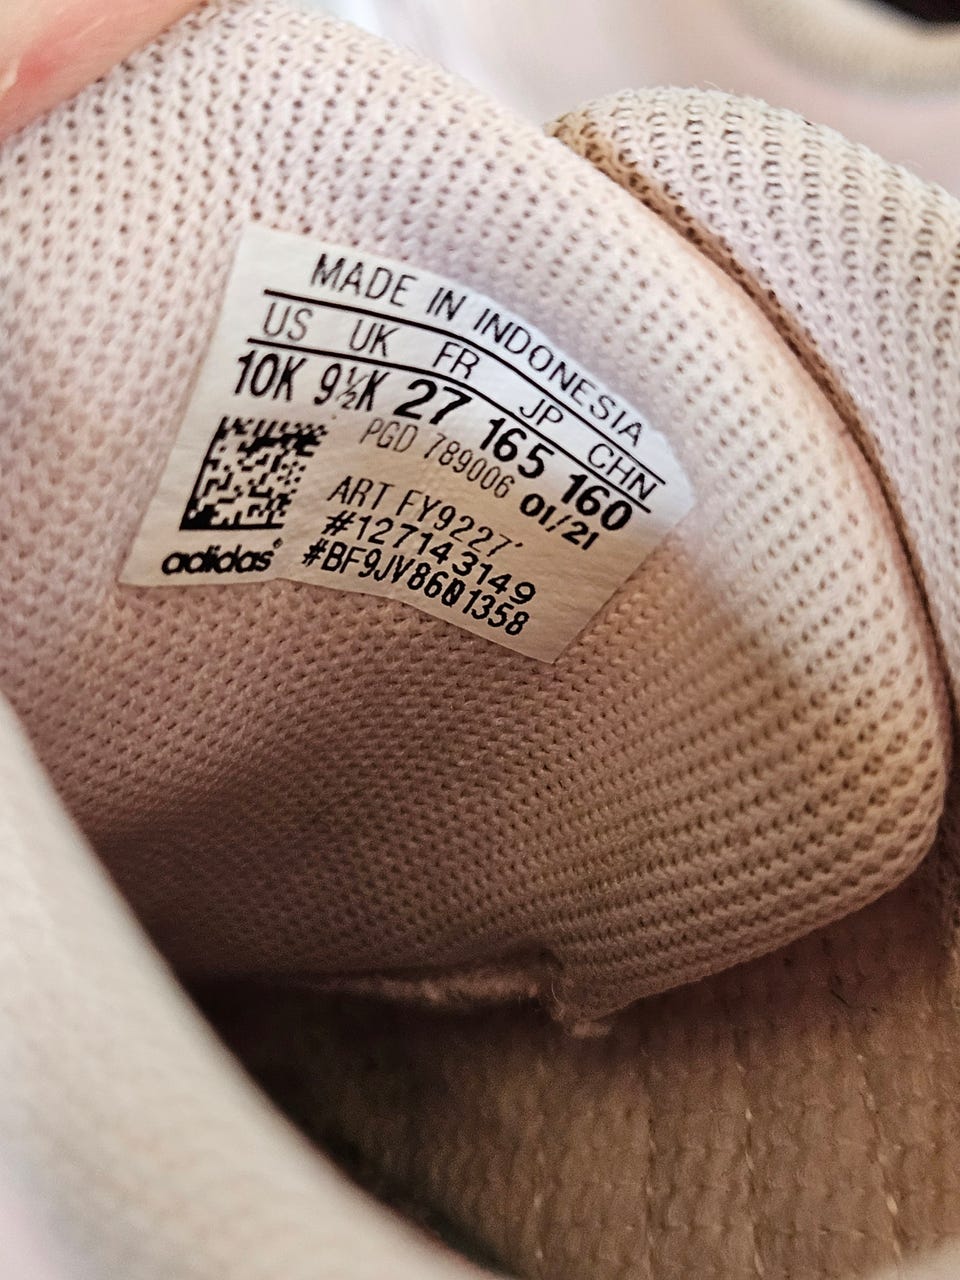 MADE IN INDONESIA
US UK FR JP CHN
10K 9½K 27 165 160
PGD 789006 01/21
ART FY9227
#127143149
#BF9JV86Q1358
adidas